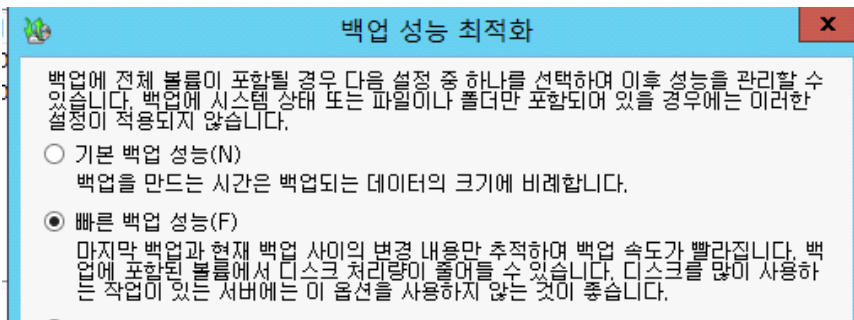 백업 성능 최적화
x
백업에 전체 볼륨이 포함될 경우 다음 설정 중 하나를 선택하여 이후 성능을 관리할 수
있습니다. 백업에 시스템 상태 또는 파일이나 폴더만 포함되어 있을 경우에는 이러한
설정이 적용되지 않습니다.
기본 백업 성능(N)
백업을 만드는 시간은 백업되는 데이터의 크기에 비례합니다.
빠른 백업 성능(F)
마지막 백업과 현재 백업 사이의 변경 내용만 추적하여 백업 속도가 빨라집니다. 백
업에 포함된 볼륨에서 디스크 처리량이 줄어들 수 있습니다. 디스크를 많이 사용하
는 작업이 있는 서버에는 이 옵션을 사용하지 않는 것이 좋습니다.